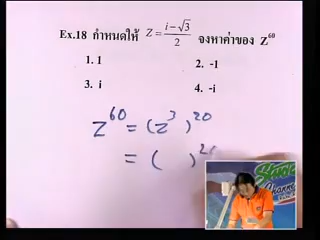 Ex.18 กำหนดให้ Z = (i-√3)/2 จงหาค่าของ Z^60
1. 1 2. -1
3. i 4. -i
Z^60 = (Z^3)^20
= ( )^20